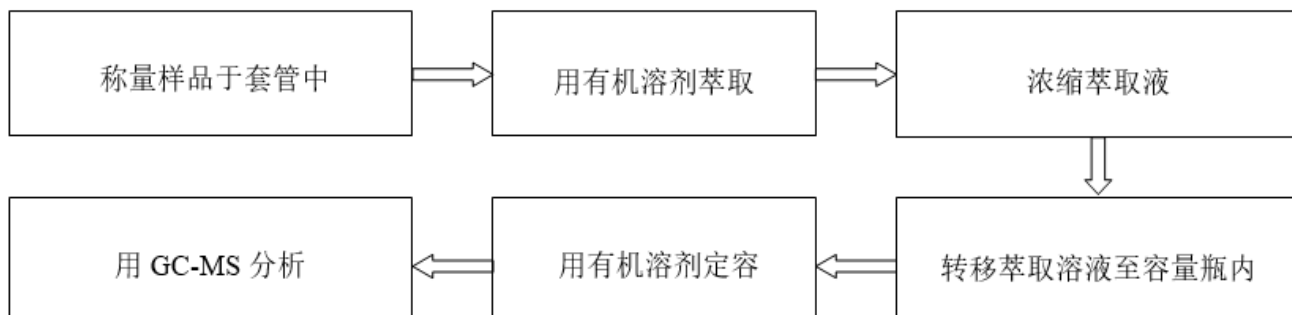 称量样品于套管中
用有机溶剂萃取
浓缩萃取液
转移萃取溶液至容量瓶内
用有机溶剂定容
用 GC-MS 分析